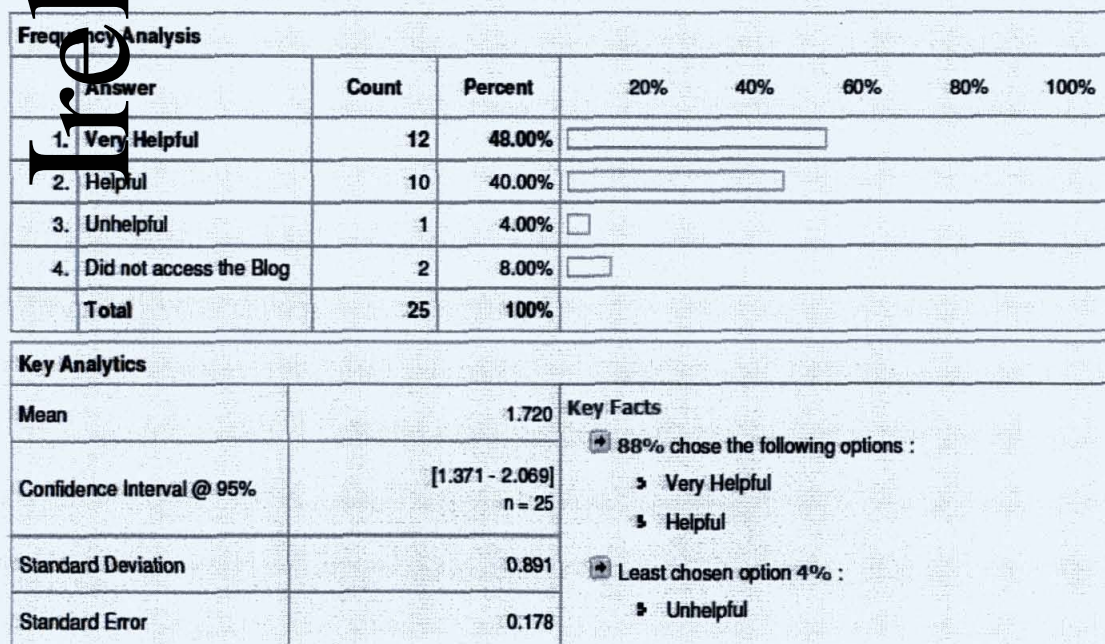 Frequency Analysis
Answer Count Percent 20% 40% 60% 80% 100%
1. Very Helpful 12 48.00%
2. Helpful 10 40.00%
3. Unhelpful 1 4.00%
4. Did not access the Blog 2 8.00%
Total 25 100%
Key Analytics
Mean 1.720
Confidence Interval @ 95% [1.371 - 2.069]
n = 25
Standard Deviation 0.891
Standard Error 0.178
Key Facts
88% chose the following options :
Very Helpful
Helpful
Least chosen option 4% :
Unhelpful